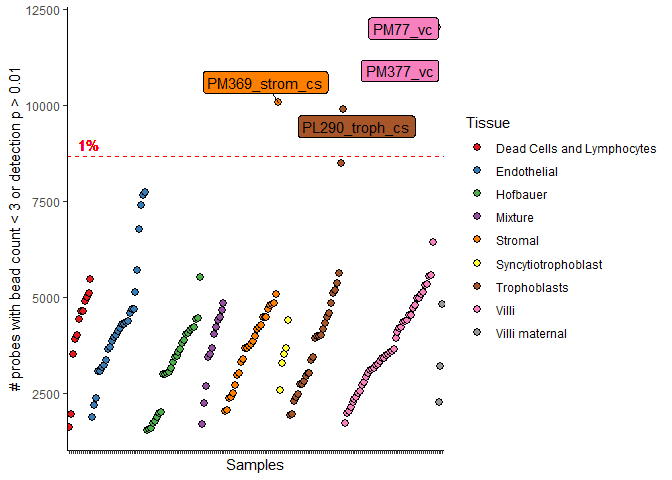 12500
10000
7500
5000
2500
# probes with bead count < 3 or detection p > 0.01
PM77_vc
PM377_vc
PM369_strom_cs
PL290_troph_cs
1%
Samples
Tissue
Dead Cells and Lymphocytes
Endothelial
Hofbauer
Mixture
Stromal
Syncytiotrophoblast
Trophoblasts
Villi
Villi maternal